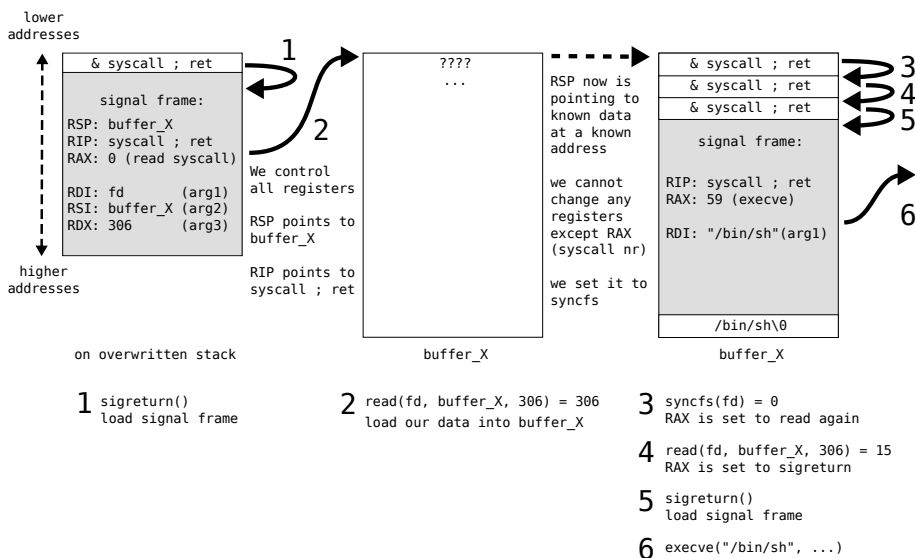 lower
addresses
higher
addresses
& syscall ; ret
signal frame:
RSP: buffer_X
RIP: syscall ; ret
RAX: 0 (read syscall)
RDI: fd (arg1)
RSI: buffer_X (arg2)
RDX: 306 (arg3)
on overwritten stack
1
We control
all registers
RSP points to
buffer_X
RIP points to
syscall ; ret
2
????
...
buffer_X
RSP now is
pointing to
known data
at a known
address
we cannot
change any
registers
except RAX
(syscall nr)
we set it to
syncfs
& syscall ; ret
& syscall ; ret
& syscall ; ret
signal frame:
RIP: syscall ; ret
RAX: 59 (execve)
RDI: "/bin/sh"(arg1)
/bin/sh\0
buffer_X
3
4
5
6
1 sigreturn()
load signal frame
2 read(fd, buffer_X, 306) = 306
load our data into buffer_X
3 syncfs(fd) = 0
RAX is set to read again
4 read(fd, buffer_X, 306) = 15
RAX is set to sigreturn
5 sigreturn()
load signal frame
6 execve("/bin/sh", ...)